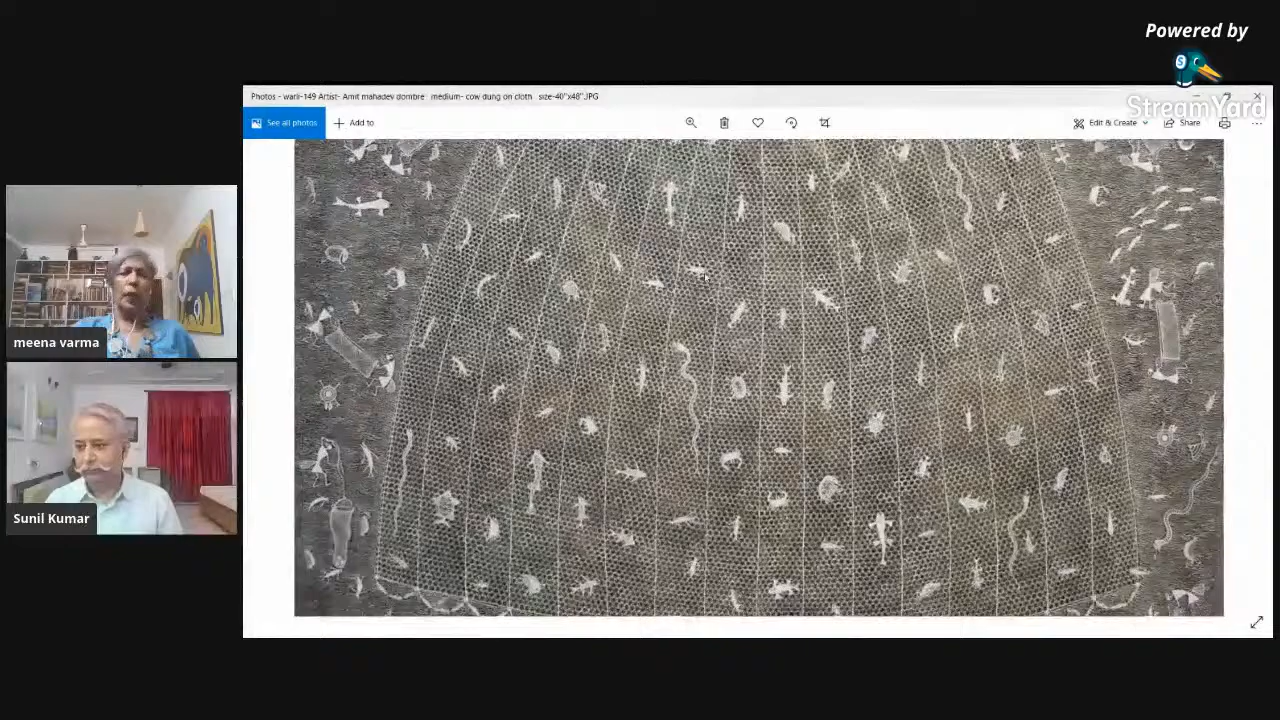 Powered by
StreamYard
Photos - warli-149 Artist- Amit mahadev dombre medium- cow dung on cloth size-40"x48".JPG
See all photos
Add to
Edit & Create
Share
meena varma
Sunil Kumar